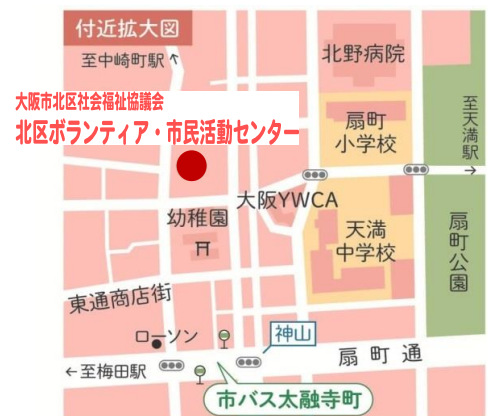 付近拡大図
至中崎町駅
北野病院
大阪市北区社会福祉協議会
北区ボランティア・市民活動センター
扇町
小学校
至天満駅
大阪YWCA
幼稚園
天満
中学校
扇町公園
東通商店街
ローソン
神山
扇町通
至梅田駅
市バス太融寺町